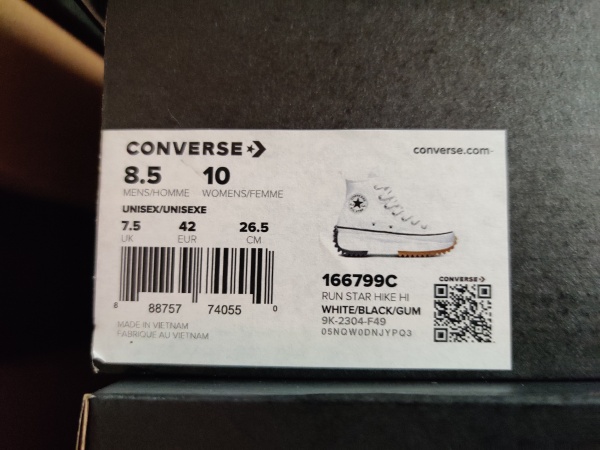 CONVERSE
converse.com
8.5 10
MENS/HOMME WOMENS/FEMME
UNISEX/UNISEXE
7.5 42 26.5
UK EUR CM
6 88757 74055 0
MADE IN VIETNAM
FABRIQUÉ AU VIETNAM
166799C
RUN STAR HIKE HI
WHITE/BLACK/GUM
9K-2304-F49
05NQW0DNJYPQ3
CONVERSE